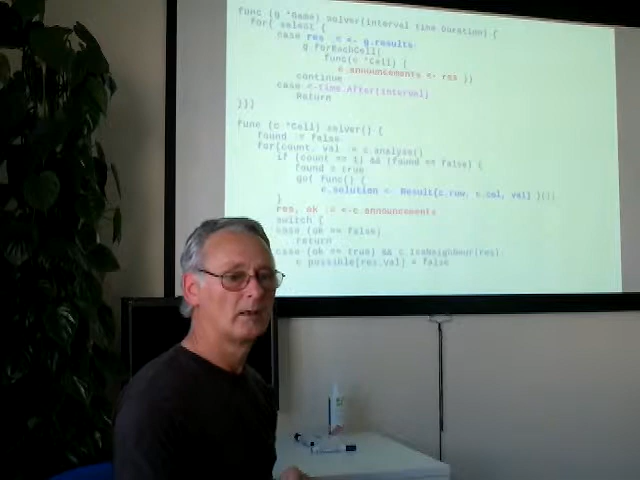 func (g *Game) solver(interval time Duration) {
for{ select {
case res = <- g.results:
g forEachCell(
func(c *Cell) {
c.announcements <- res })
continue
case <-time.After(interval)
Return
}}}
func (c *Cell) solver() {
found = false
for{count, val = c.analyse()
if (count == 1) && (found == false) {
found = true
go( func() {
c.solution <- Result{c.row, c.col, val} }())
}
res, ok = <-c announcements
switch {
case (ok == false)
return
case (ok == true) && c.IsNeighbour(res)
c possible[res.val] = false